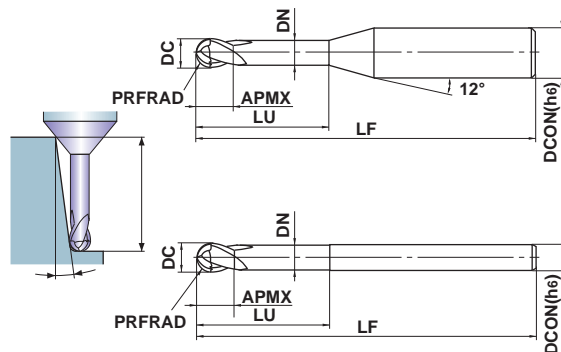 DC
DN
PRFRAD
APMX
LU
LF
12°
DCON(h6)
DC
DN
PRFRAD
APMX
LU
LF
DCON(h6)